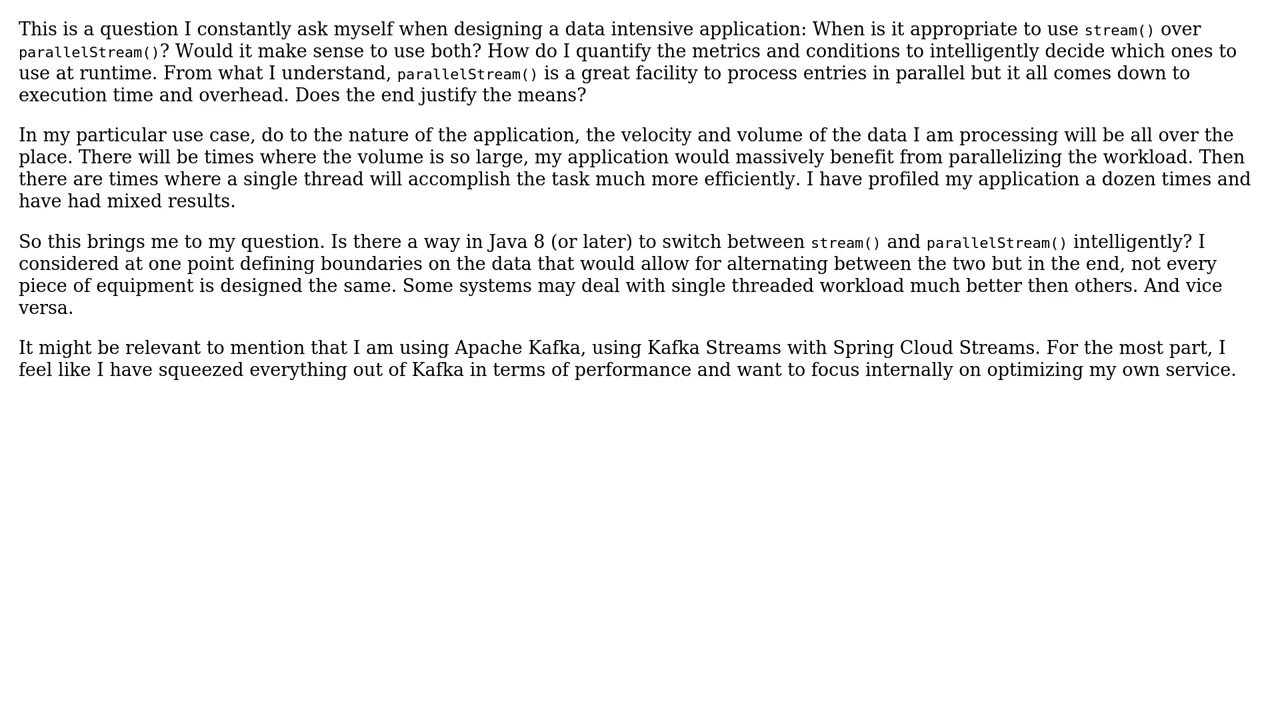 This is a question I constantly ask myself when designing a data intensive application: When is it appropriate to use stream() over
parallelStream()? Would it make sense to use both? How do I quantify the metrics and conditions to intelligently decide which ones to
use at runtime. From what I understand, parallelStream() is a great facility to process entries in parallel but it all comes down to
execution time and overhead. Does the end justify the means?
In my particular use case, do to the nature of the application, the velocity and volume of the data I am processing will be all over the
place. There will be times where the volume is so large, my application would massively benefit from parallelizing the workload. Then
there are times where a single thread will accomplish the task much more efficiently. I have profiled my application a dozen times and
have had mixed results.
So this brings me to my question. Is there a way in Java 8 (or later) to switch between stream() and parallelStream() intelligently? I
considered at one point defining boundaries on the data that would allow for alternating between the two but in the end, not every
piece of equipment is designed the same. Some systems may deal with single threaded workload much better then others. And vice
versa.
It might be relevant to mention that I am using Apache Kafka, using Kafka Streams with Spring Cloud Streams. For the most part, I
feel like I have squeezed everything out of Kafka in terms of performance and want to focus internally on optimizing my own service.